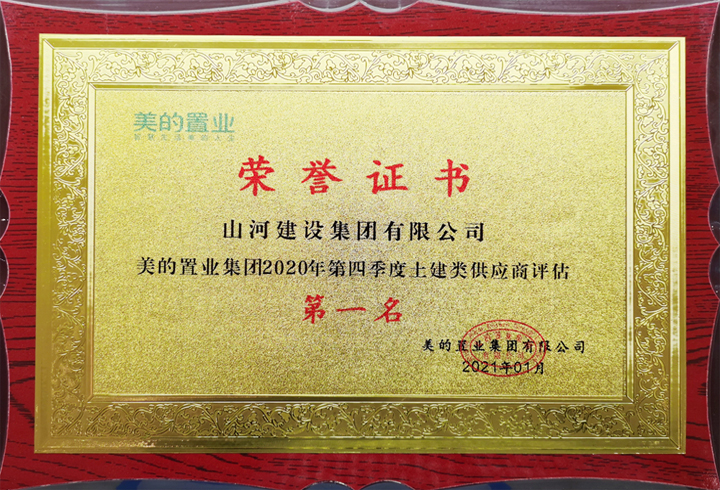 美的置业
荣誉证书
山河建设集团有限公司
美的置业集团2020年第四季度土建类供应商评估
第一名
美的置业集团有限公司
2021年01月